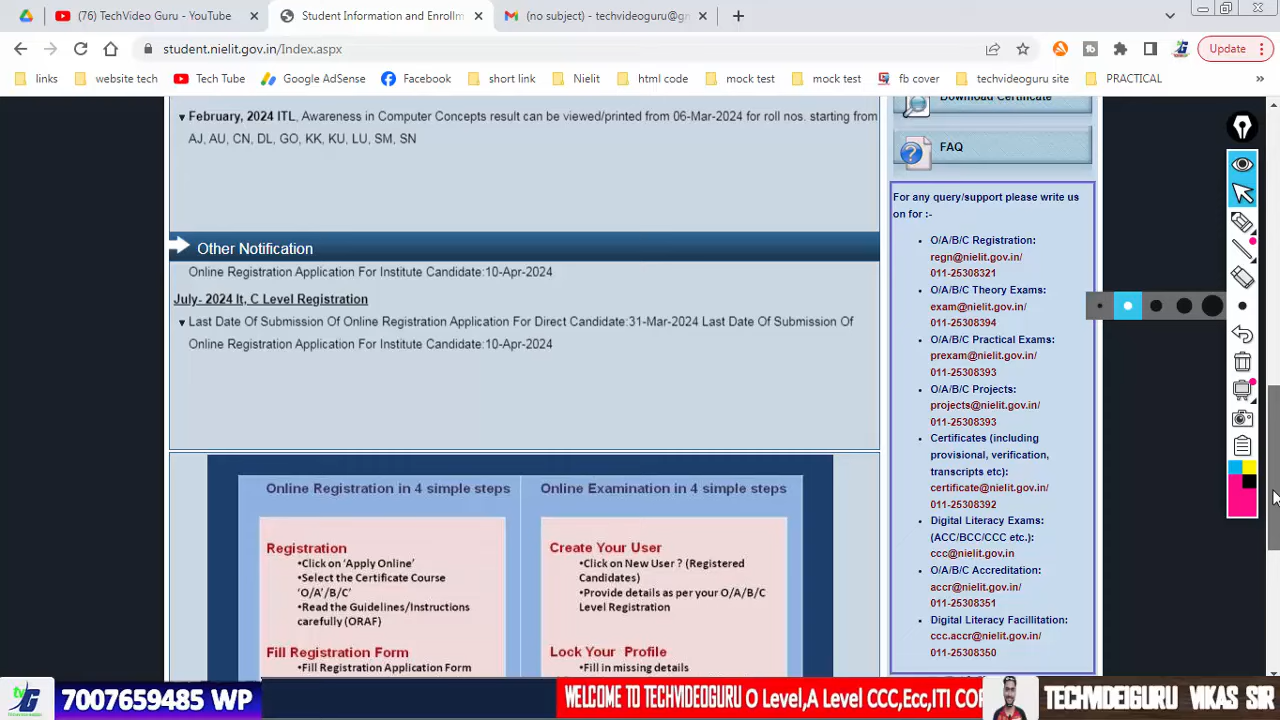 (76) TechVideo Guru - YouTube
Student Information and Enrollm
(no subject) - techvideoguru@g
student.nielit.gov.in/Index.aspx
Update
links
website tech
Tech Tube
Google AdSense
Facebook
short link
Nielit
html code
mock test
mock test
fb cover
techvideoguru site
PRACTICAL
»
February, 2024 ITL, Awareness in Computer Concepts result can be viewed/printed from 06-Mar-2024 for roll nos. starting from
AJ, AU, CN, DL, GO, KK, KU, LU, SM, SN
Other Notification
Online Registration Application For Institute Candidate:10-Apr-2024
July- 2024 It, C Level Registration
Last Date Of Submission Of Online Registration Application For Direct Candidate:31-Mar-2024 Last Date Of Submission Of
Online Registration Application For Institute Candidate:10-Apr-2024
Online Registration in 4 simple steps
Registration
•Click on 'Apply Online'
•Select the Certificate Course
'O/A'/B/C'
•Read the Guidelines/Instructions
carefully (ORAF)
Fill Registration Form
•Fill Registration Application Form
Online Examination in 4 simple steps
Create Your User
•Click on New User ? (Registered
Candidates)
•Provide details as per your O/A/B/C
Level Registration
Lock Your Profile
•Fill in missing details
Download Certificate
FAQ
For any query/support please write us
on for :-
O/A/B/C Registration:
regn@nielit.gov.in/
011-25308321
O/A/B/C Theory Exams:
exam@nielit.gov.in/
011-25308394
O/A/B/C Practical Exams:
prexam@nielit.gov.in/
011-25308393
O/A/B/C Projects:
projects@nielit.gov.in/
011-25308393
Certificates (including
provisional, verification,
transcripts etc):
certificate@nielit.gov.in/
011-25308392
Digital Literacy Exams:
(ACC/BCC/CCC etc.):
ccc@nielit.gov.in
O/A/B/C Accreditation:
accr@nielit.gov.in/
011-25308351
Digital Literacy Facillitation:
ccc.accr@nielit.gov.in/
011-25308350
7007659485 WP
WELCOME TO TECHVIDEOGURU O Level,A Level CCC,Ecc,ITI COP
TECHVIDEIGURU VIKAS SIR